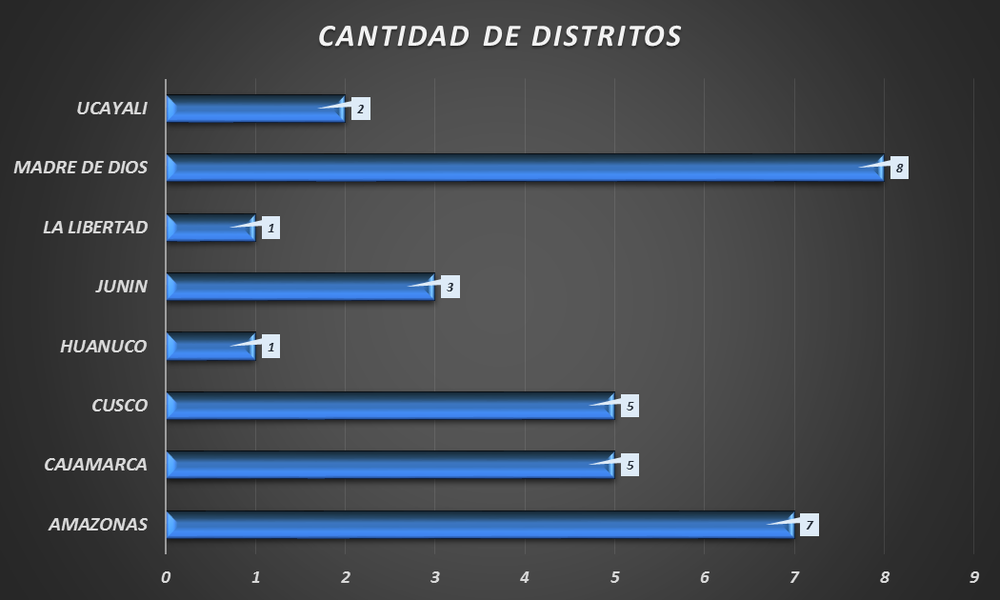 CANTIDAD DE DISTRITOS
UCAYALI
2
MADRE DE DIOS
8
LA LIBERTAD
1
JUNIN
3
HUANUCO
1
CUSCO
5
CAJAMARCA
5
AMAZONAS
7
0 1 2 3 4 5 6 7 8 9